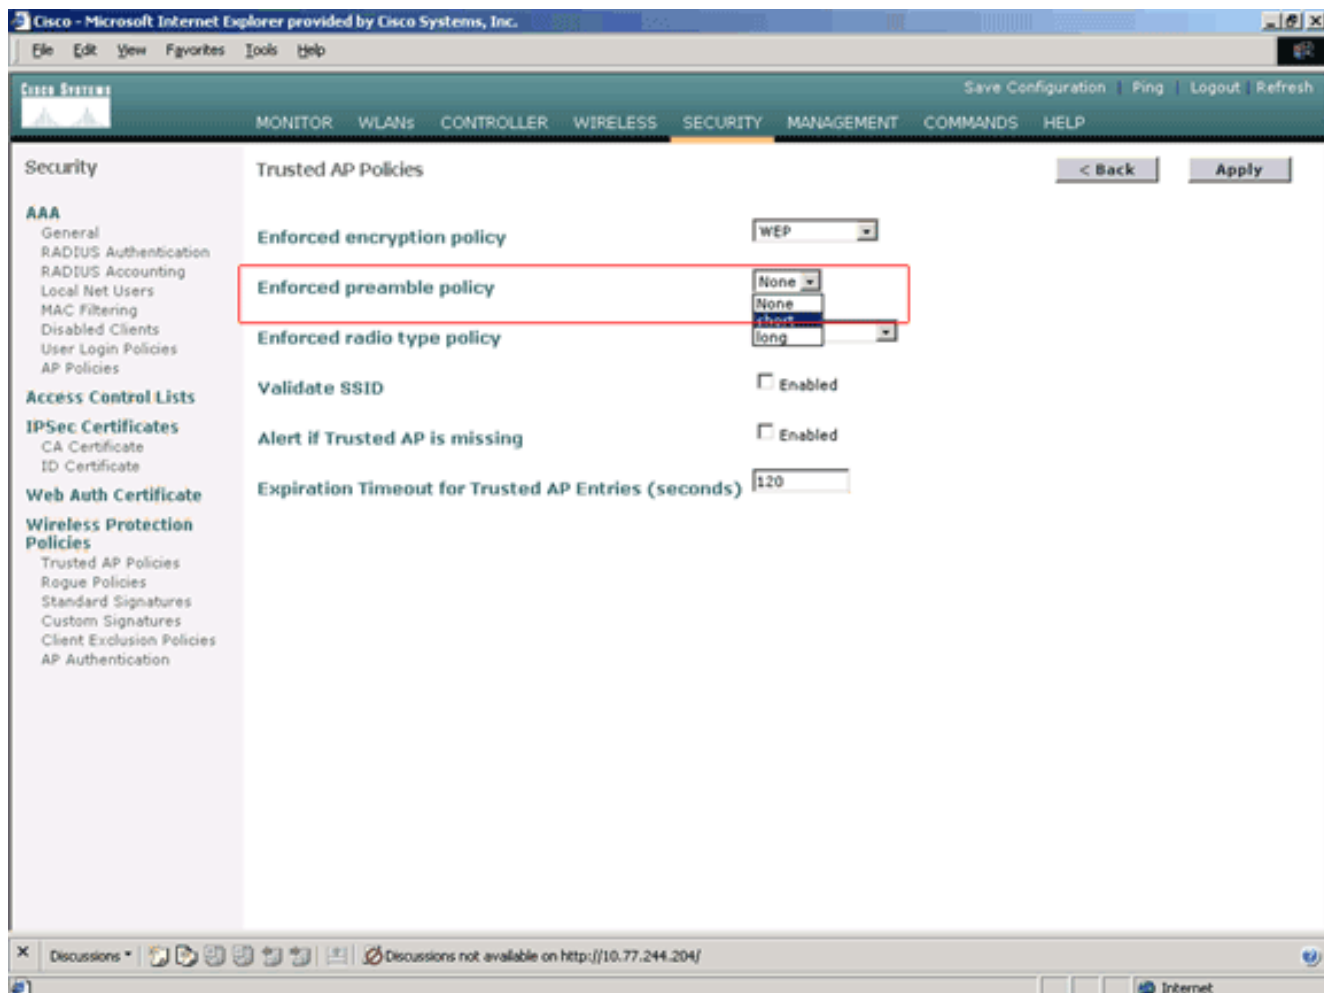 Cisco - Microsoft Internet Explorer provided by Cisco Systems, Inc.
File Edit View Favorites Tools Help
CISCO SYSTEMS
Save Configuration | Ping | Logout | Refresh
MONITOR WLANs CONTROLLER WIRELESS SECURITY MANAGEMENT COMMANDS HELP
Security
AAA
General
RADIUS Authentication
RADIUS Accounting
Local Net Users
MAC Filtering
Disabled Clients
User Login Policies
AP Policies
Access Control Lists
IPSec Certificates
CA Certificate
ID Certificate
Web Auth Certificate
Wireless Protection
Policies
Trusted AP Policies
Rogue Policies
Standard Signatures
Custom Signatures
Client Exclusion Policies
AP Authentication
Trusted AP Policies
< Back Apply
Enforced encryption policy WEP
Enforced preamble policy None
None
short
long
Enforced radio type policy
Validate SSID Enabled
Alert if Trusted AP is missing Enabled
Expiration Timeout for Trusted AP Entries (seconds) 120
Discussions Discussions not available on http://10.77.244.204/
Internet